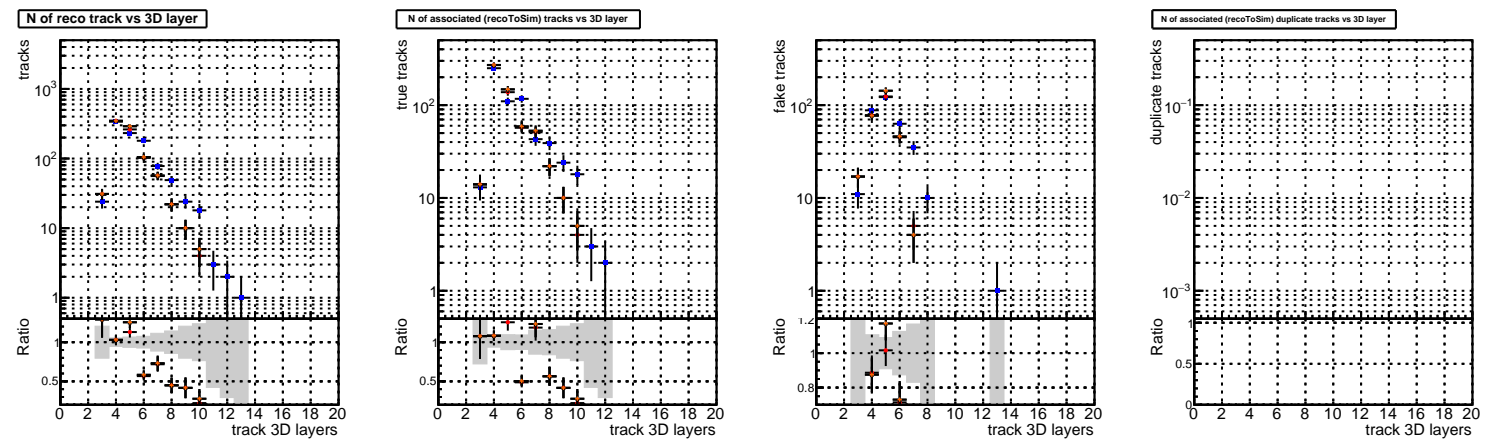 N of reco track vs 3D layer
tracks
10³
10²
10
1
Ratio
1
0.5
0 2 4 6 8 10 12 14 16 18 20
track 3D layers
N of associated (recoToSim) tracks vs 3D layer
true tracks
10²
10
1
Ratio
1
0.5
0 2 4 6 8 10 12 14 16 18 20
track 3D layers
fake tracks
10²
10
1
Ratio
1.2
1
0.8
0 2 4 6 8 10 12 14 16 18 20
track 3D layers
N of associated (recoToSim) duplicate tracks vs 3D layer
duplicate tracks
10⁻¹
10⁻²
10⁻³
Ratio
1
0.5
0
0 2 4 6 8 10 12 14 16 18 20
track 3D layers